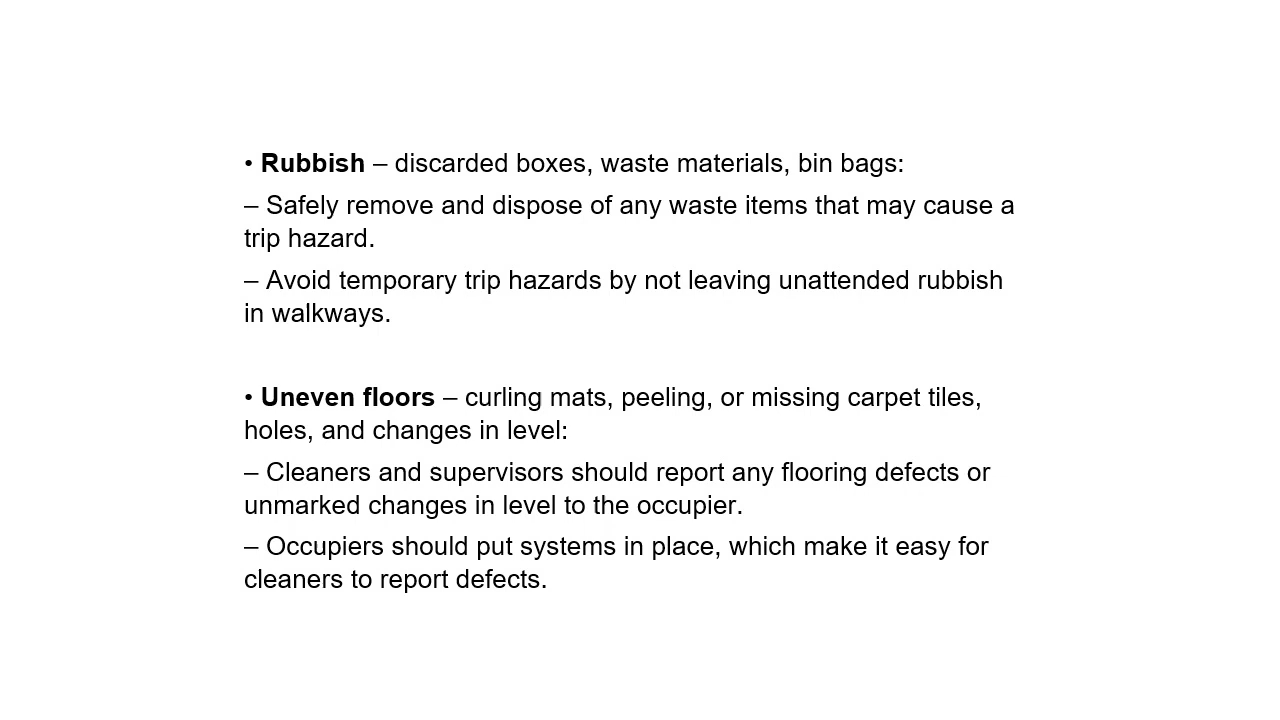 • Rubbish – discarded boxes, waste materials, bin bags:
– Safely remove and dispose of any waste items that may cause a
trip hazard.
– Avoid temporary trip hazards by not leaving unattended rubbish
in walkways.
• Uneven floors – curling mats, peeling, or missing carpet tiles,
holes, and changes in level:
– Cleaners and supervisors should report any flooring defects or
unmarked changes in level to the occupier.
– Occupiers should put systems in place, which make it easy for
cleaners to report defects.